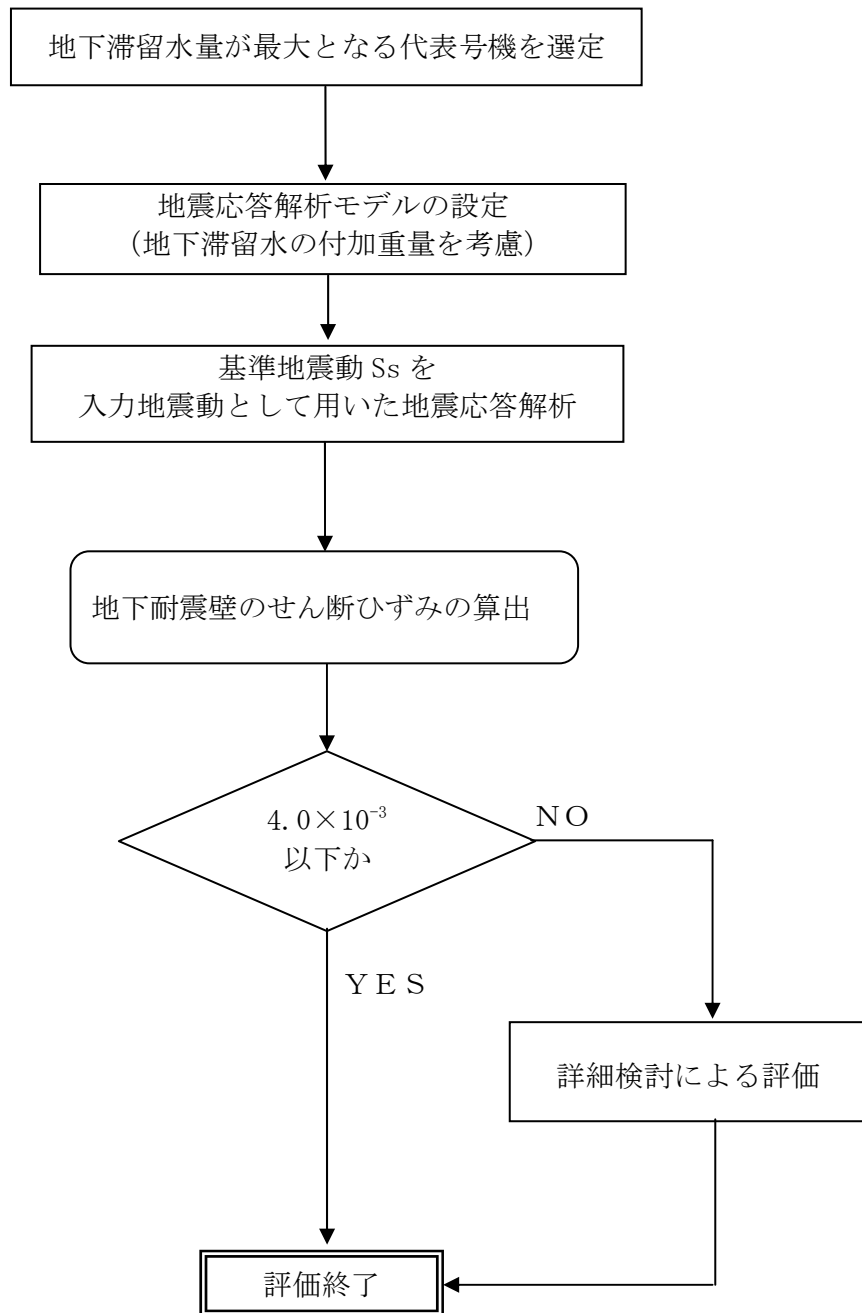 地下滞留水量が最大となる代表号機を選定
地震応答解析モデルの設定
(地下滞留水の付加重量を考慮)
基準地震動 Ss を
入力地震動として用いた地震応答解析
地下耐震壁のせん断ひずみの算出
4.0×10⁻³
以下か
ＮＯ
ＹＥＳ
詳細検討による評価
評価終了